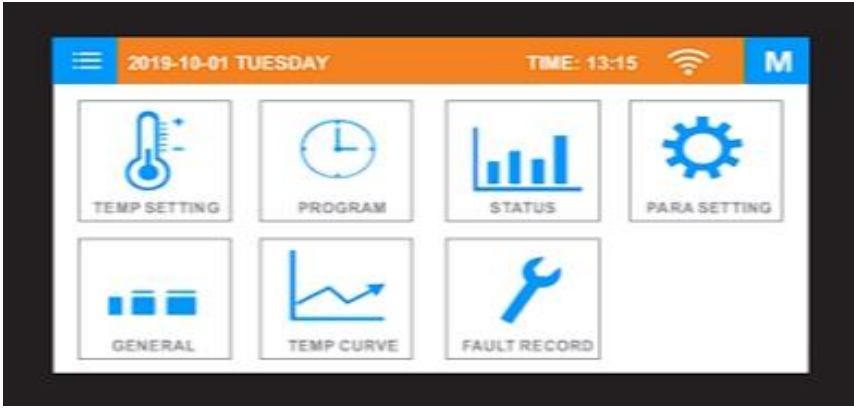 2019-10-01 TUESDAY TIME: 13:15 M
TEMP SETTING PROGRAM STATUS PARA SETTING
GENERAL TEMP CURVE FAULT RECORD